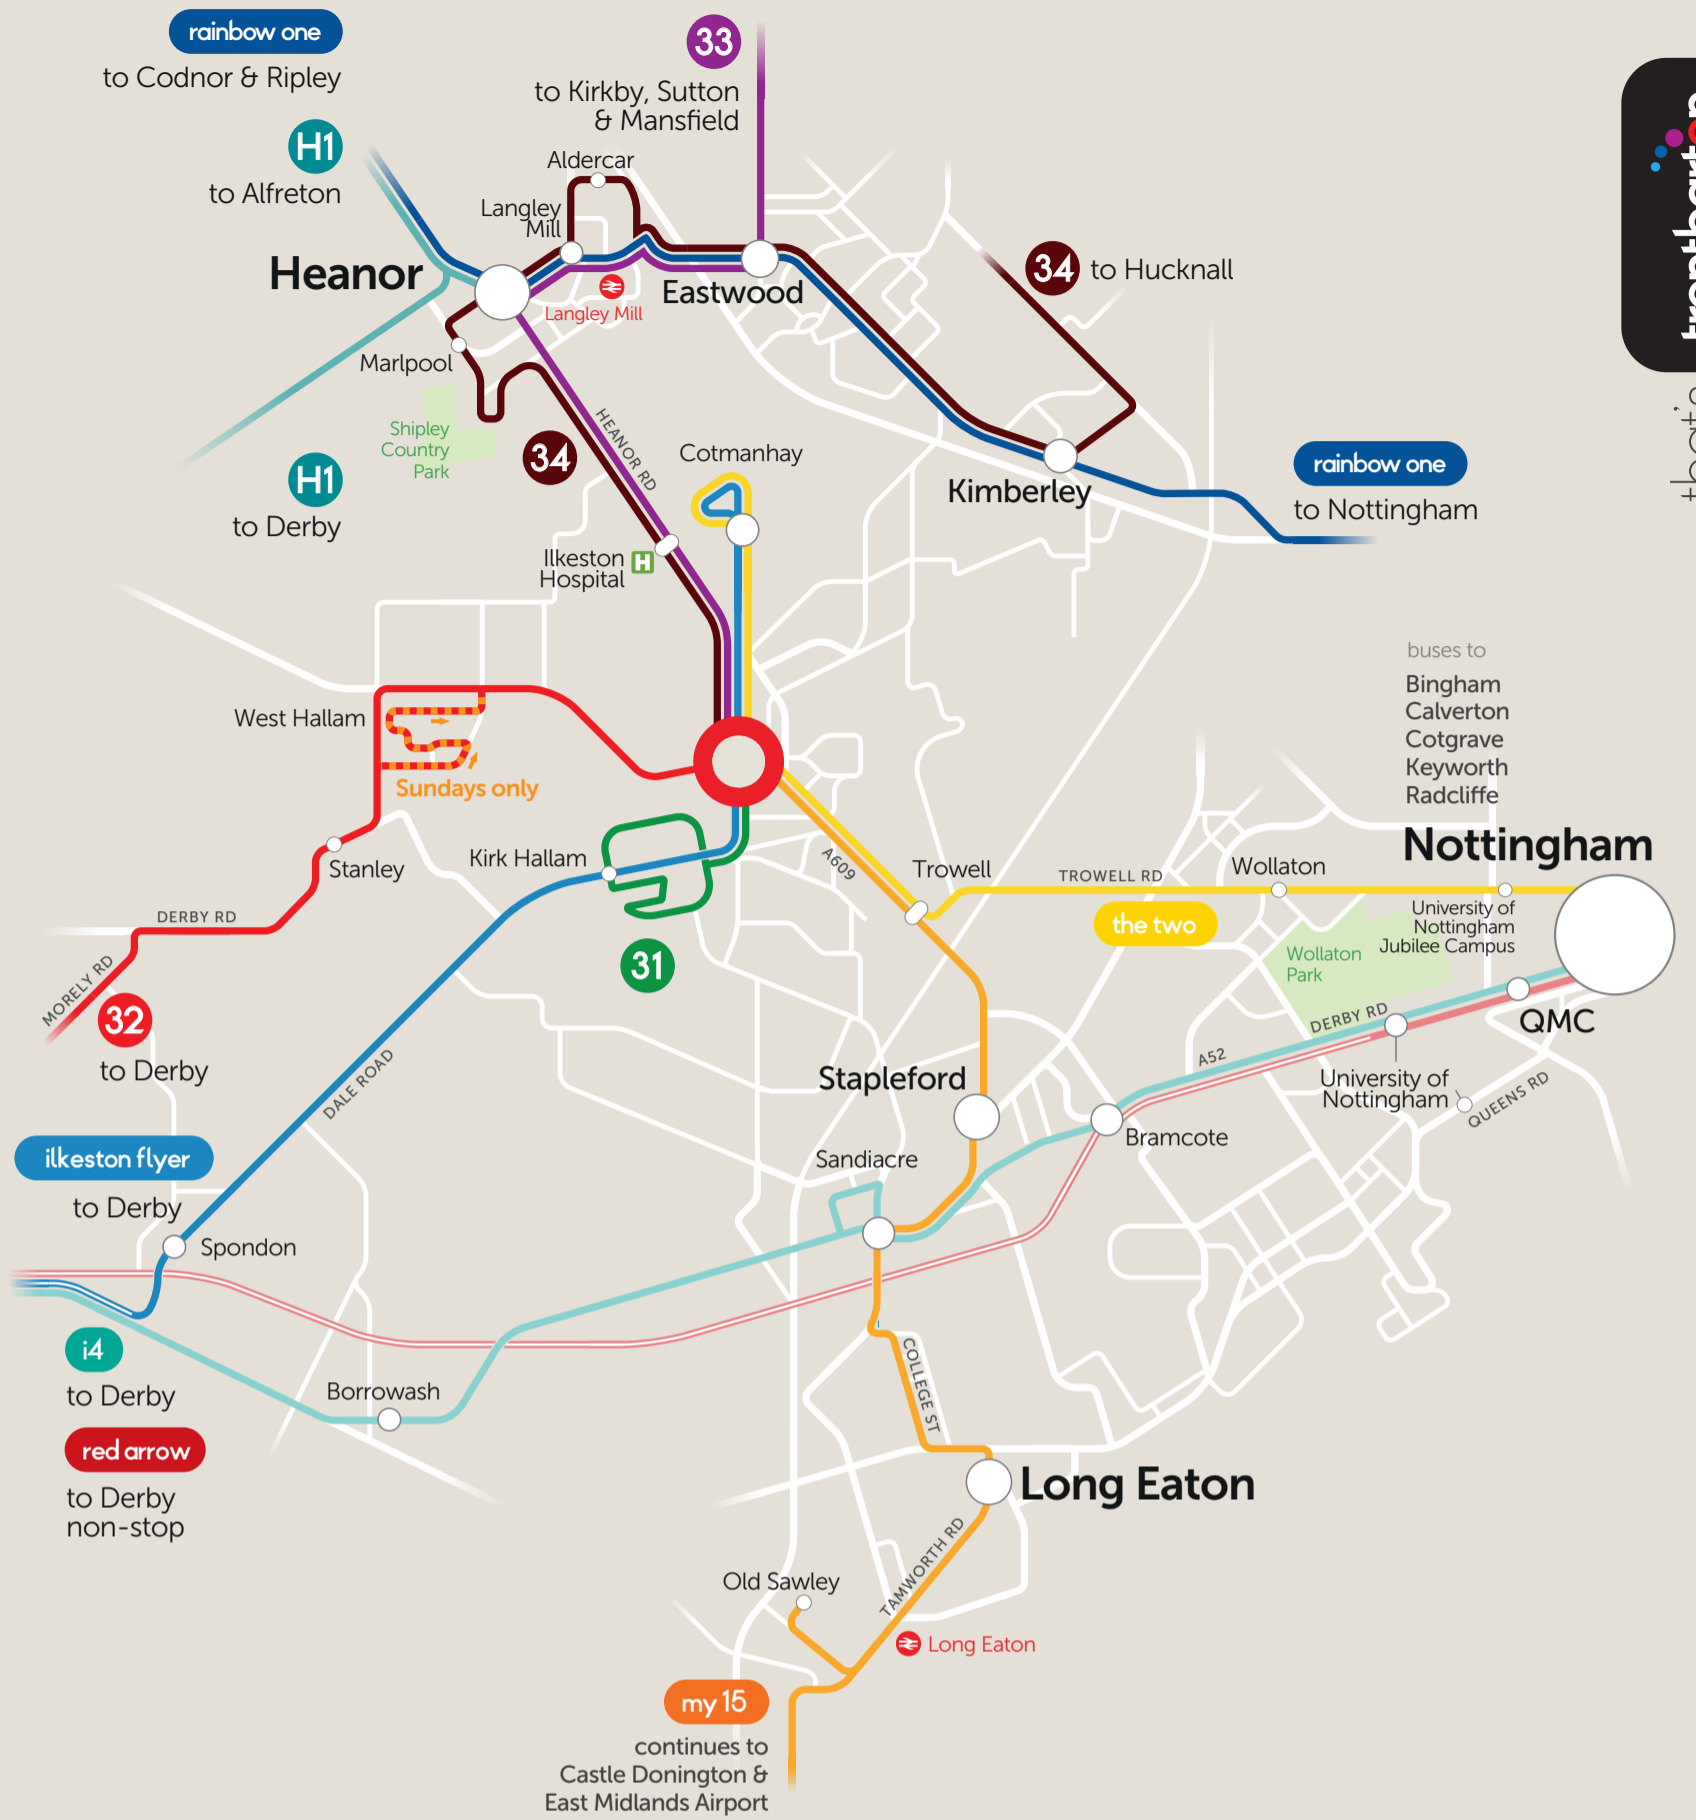 rainbow one
to Codnor & Ripley
33
to Kirkby, Sutton
& Mansfield
H1
to Alfreton
Aldercar
Langley
Mill
Heanor
Langley Mill
Eastwood
34
to Hucknall
Marlpool
Shipley
Country
Park
34
HEANOR RD
H1
to Derby
Cotmanhay
Kimberley
rainbow one
to Nottingham
Ilkeston
Hospital
H
buses to
Bingham
Calverton
Cotgrave
Keyworth
Radcliffe
Nottingham
West Hallam
Sundays only
Stanley
Kirk Hallam
A609
Trowell
TROWELL RD
Wollaton
the two
University of
Nottingham
Jubilee Campus
Wollaton
Park
DERBY RD
MORELY RD
31
32
to Derby
DERBY RD
QMC
A52
University of
Nottingham
QUEENS RD
DALE ROAD
Stapleford
Bramcote
Sandiacre
ilkeston flyer
to Derby
Spondon
i4
to Derby
Borrowash
red arrow
to Derby
non-stop
COLLEGE ST
Long Eaton
TAMWORTH RD
Old Sawley
Long Eaton
my 15
continues to
Castle Donington &
East Midlands Airport